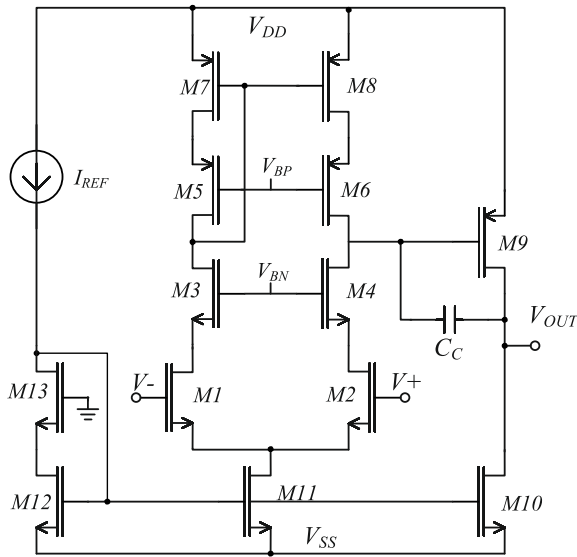 V_DD
M7
M8
I_REF
M5
V_BP
M6
M9
M3
V_BN
M4
V_OUT
C_C
M13
V-
M1
M2
V+
M12
M11
M10
V_SS